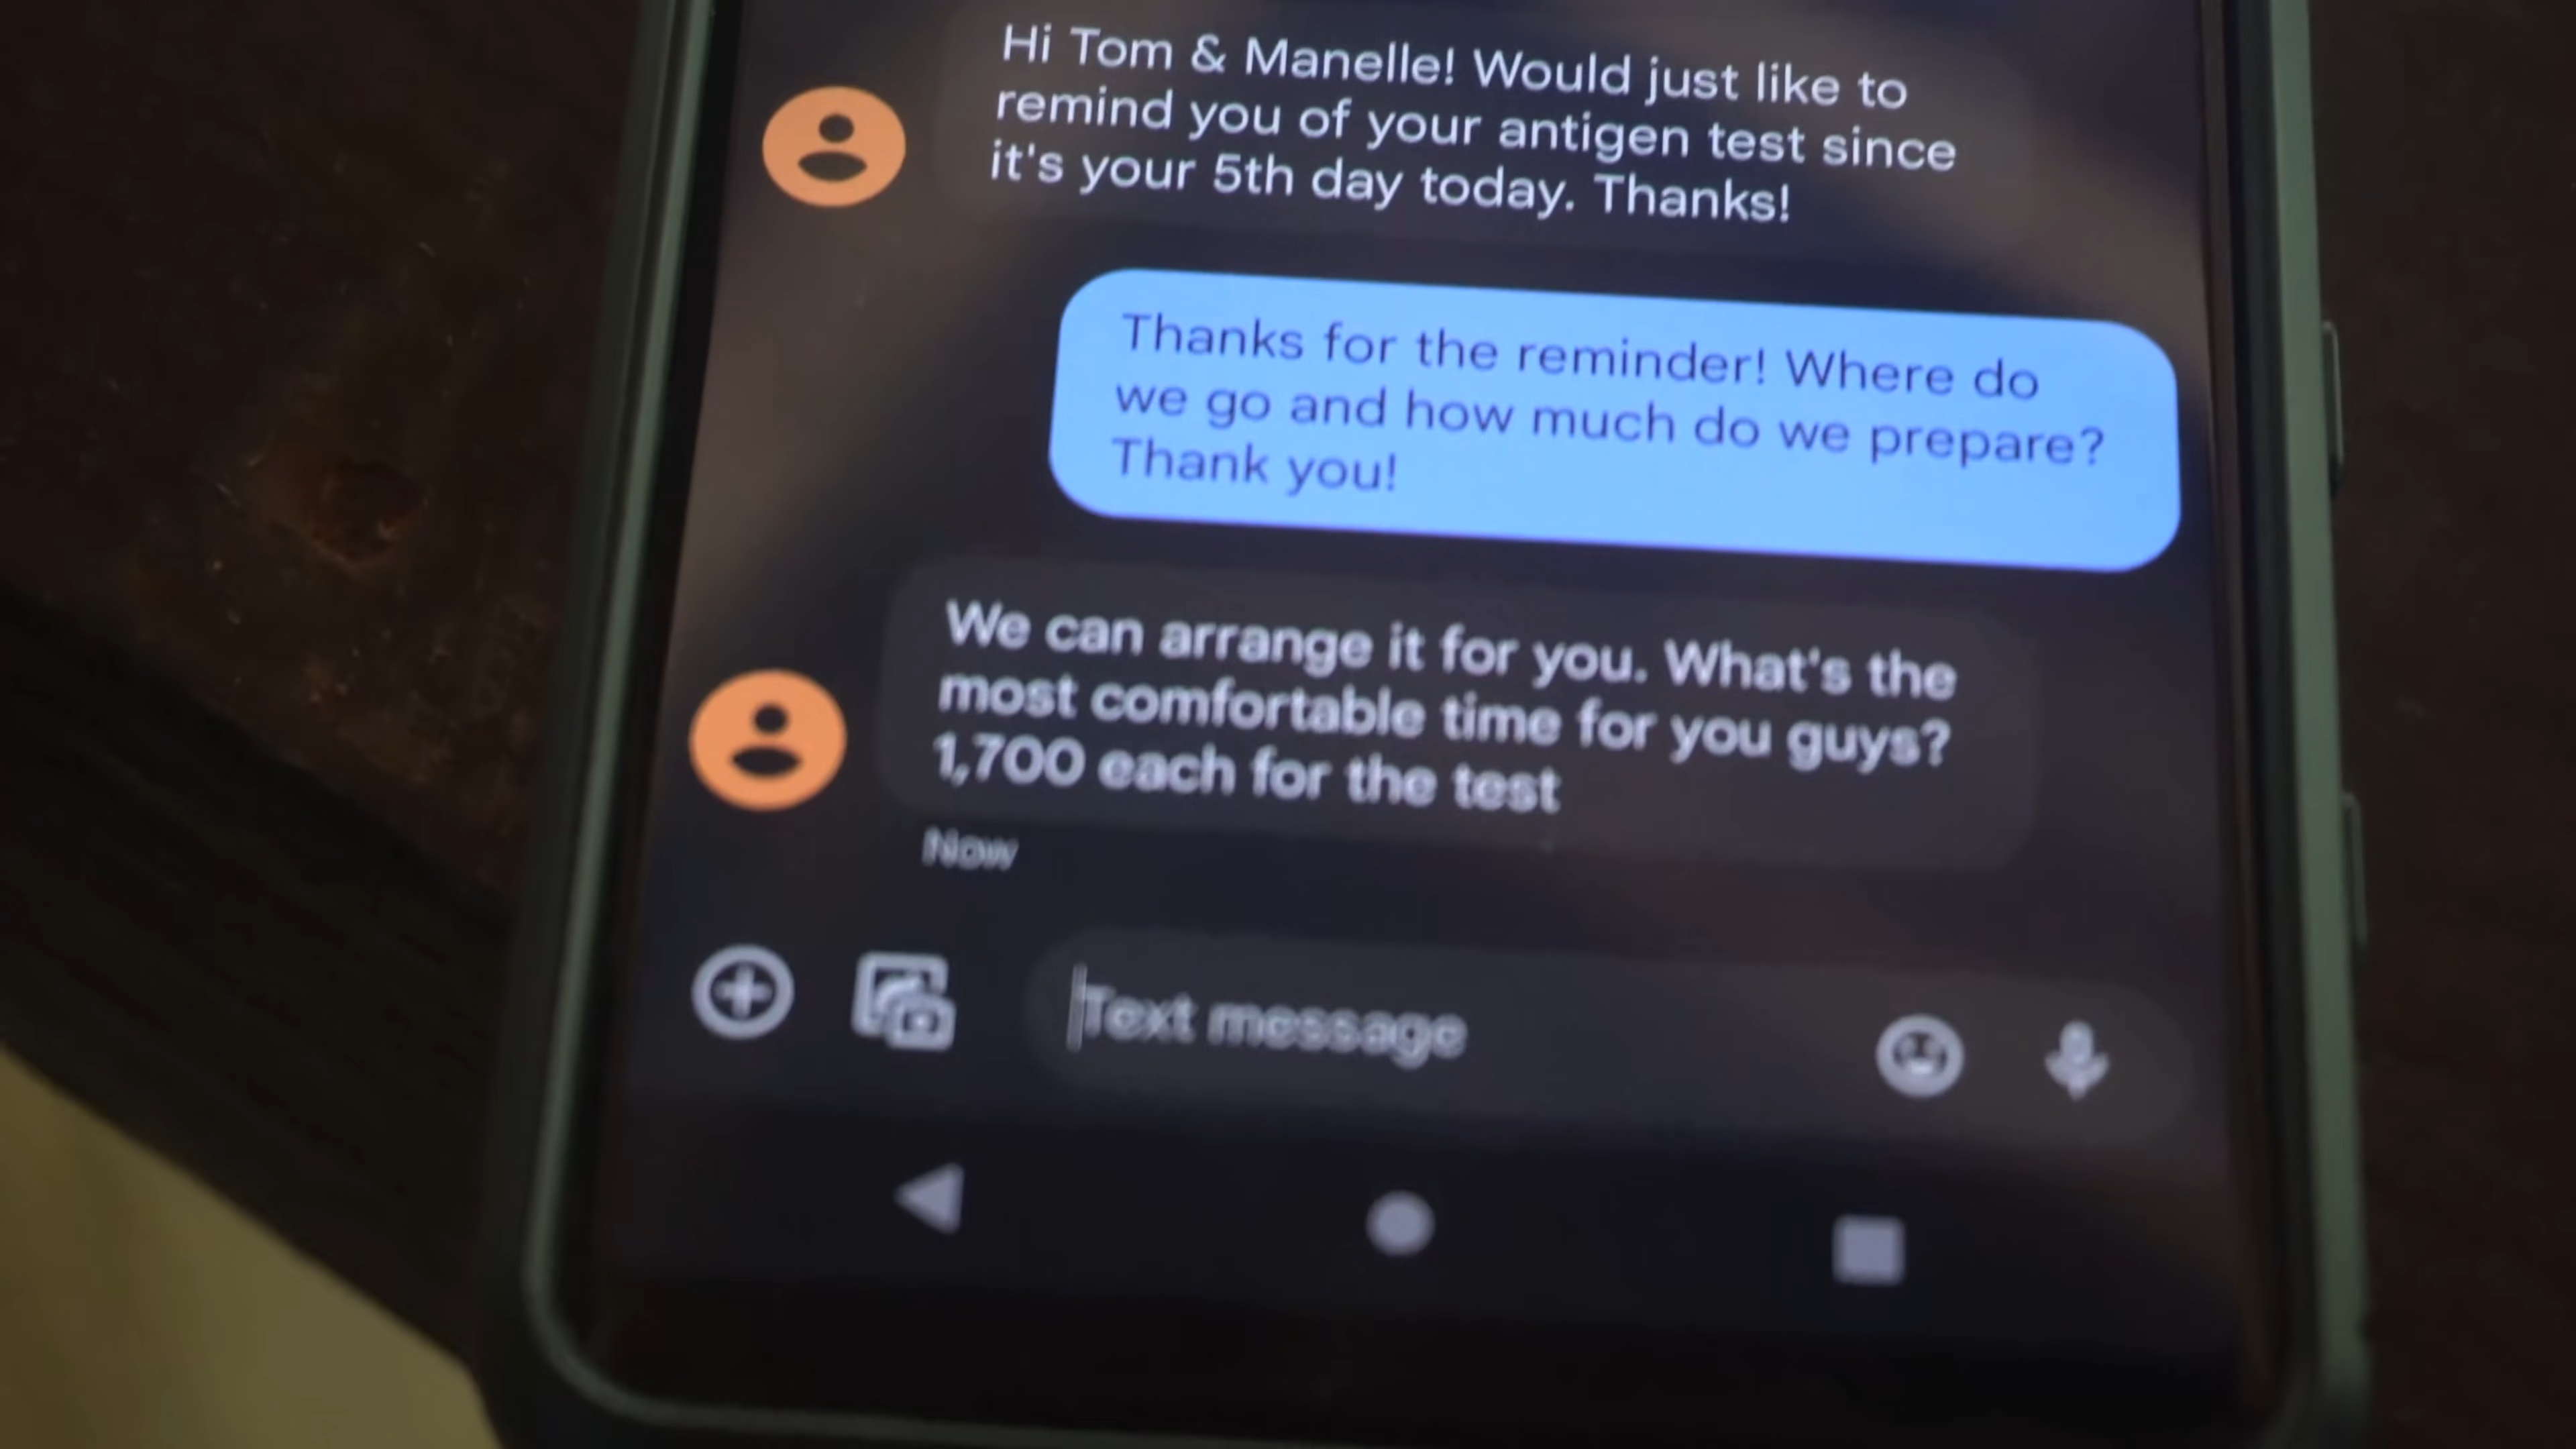 Hi Tom & Manelle! Would just like to
remind you of your antigen test since
it's your 5th day today. Thanks!
Thanks for the reminder! Where do
we go and how much do we prepare?
Thank you!
We can arrange it for you. What's the
most comfortable time for you guys?
1,700 each for the test
Now
Text message